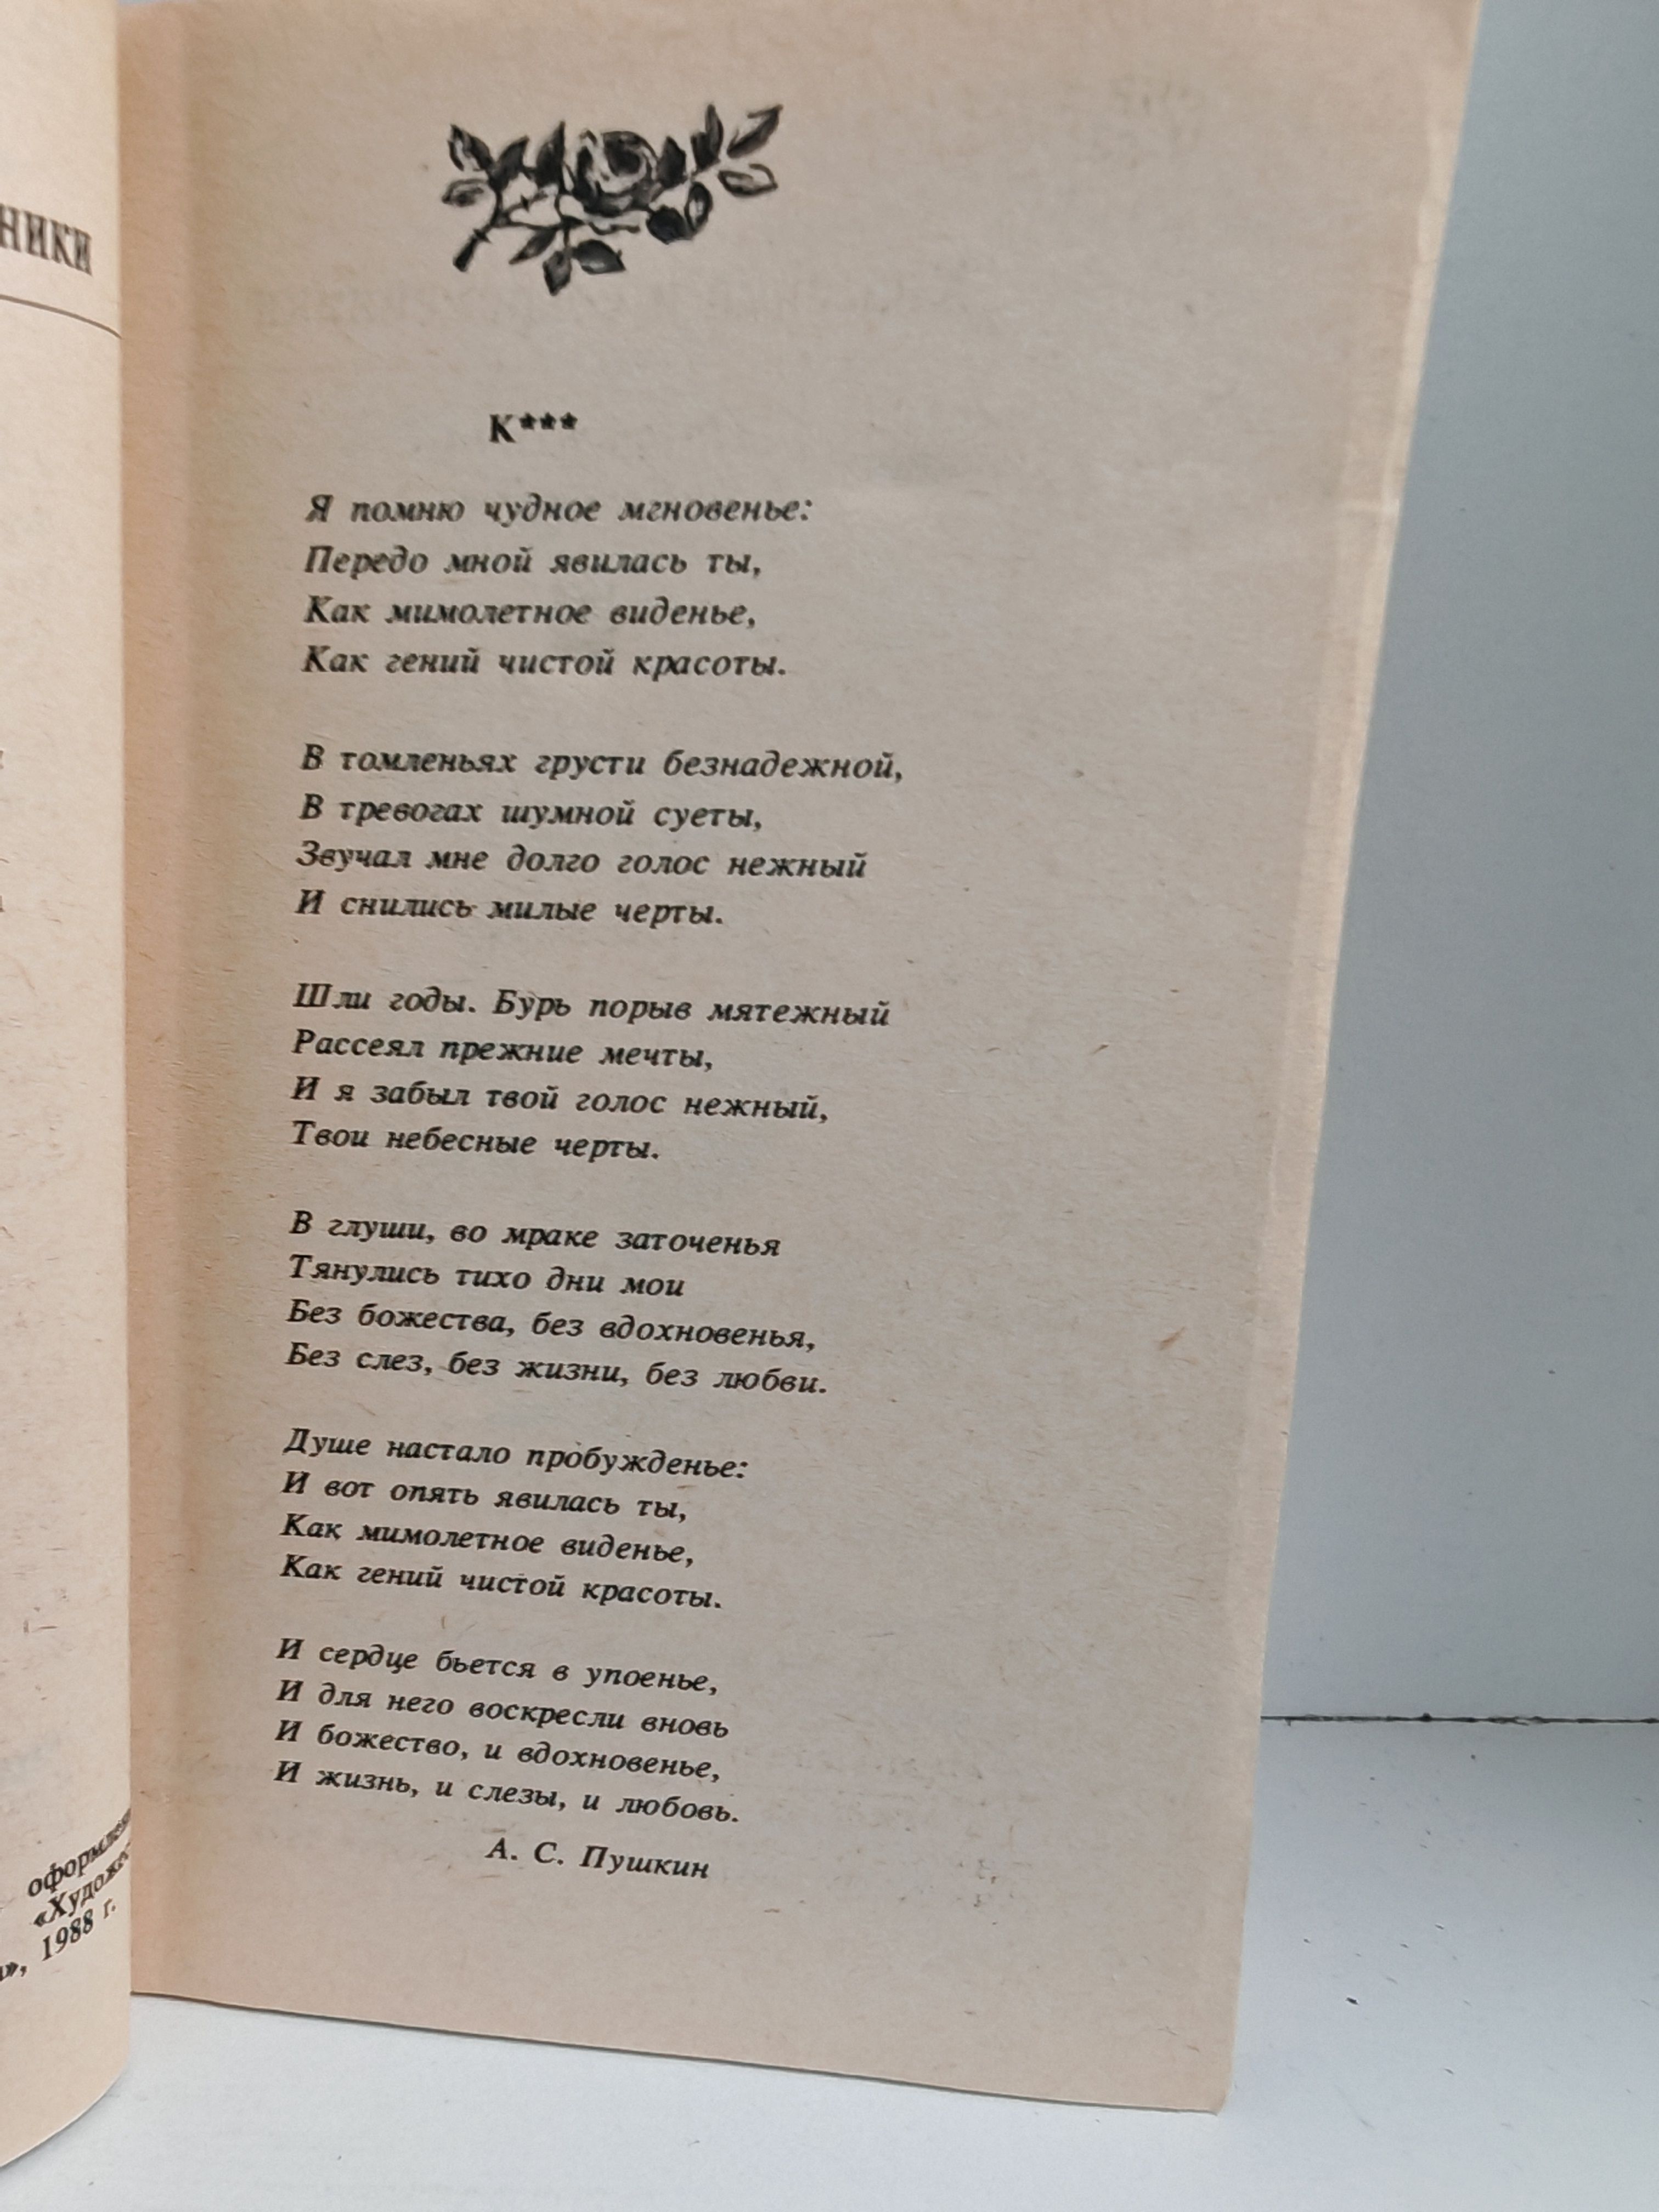 К***
Я помню чудное мгновенье:
Передо мной явилась ты,
Как мимолетное виденье,
Как гений чистой красоты.
В томленьях грусти безнадежной,
В тревогах шумной суеты,
Звучал мне долго голос нежный
И снились милые черты.
Шли годы. Бурь порыв мятежный
Рассеял прежние мечты,
И я забыл твой голос нежный,
Твои небесные черты.
В глуши, во мраке заточенья
Тянулись тихо дни мои
Без божества, без вдохновенья,
Без слез, без жизни, без любви.
Душе настало пробужденье:
И вот опять явилась ты,
Как мимолетное виденье,
Как гений чистой красоты.
И сердце бьется в упоенье,
И для него воскресли вновь
И божество, и вдохновенье,
И жизнь, и слезы, и любовь.
А. С. Пушкин
1988 г.